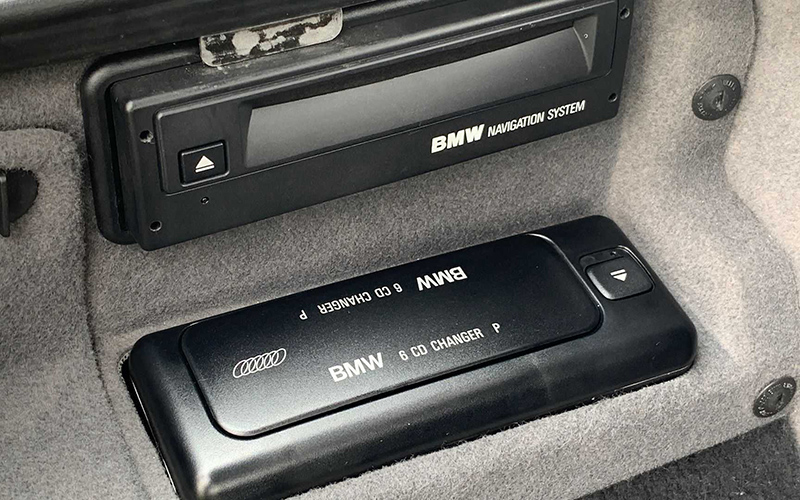 BMW NAVIGATION SYSTEM
BMW 6 CD CHANGER P
BMW 6 CD CHANGER P